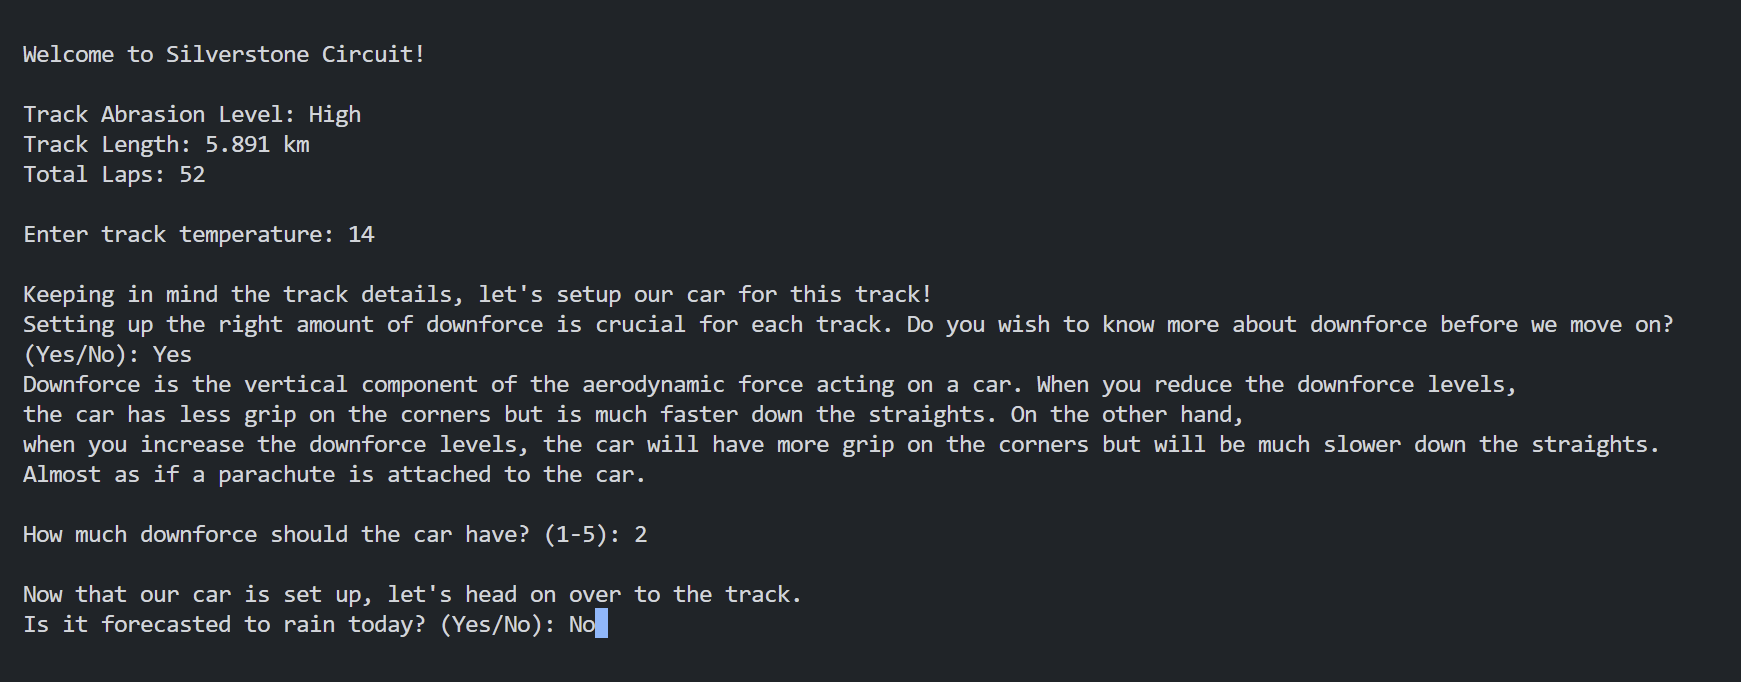 Welcome to Silverstone Circuit!
Track Abrasion Level: High
Track Length: 5.891 km
Total Laps: 52
Enter track temperature: 14
Keeping in mind the track details, let's setup our car for this track!
Setting up the right amount of downforce is crucial for each track. Do you wish to know more about downforce before we move on?
(Yes/No): Yes
Downforce is the vertical component of the aerodynamic force acting on a car. When you reduce the downforce levels,
the car has less grip on the corners but is much faster down the straights. On the other hand,
when you increase the downforce levels, the car will have more grip on the corners but will be much slower down the straights.
Almost as if a parachute is attached to the car.
How much downforce should the car have? (1-5): 2
Now that our car is set up, let's head on over to the track.
Is it forecasted to rain today? (Yes/No): No